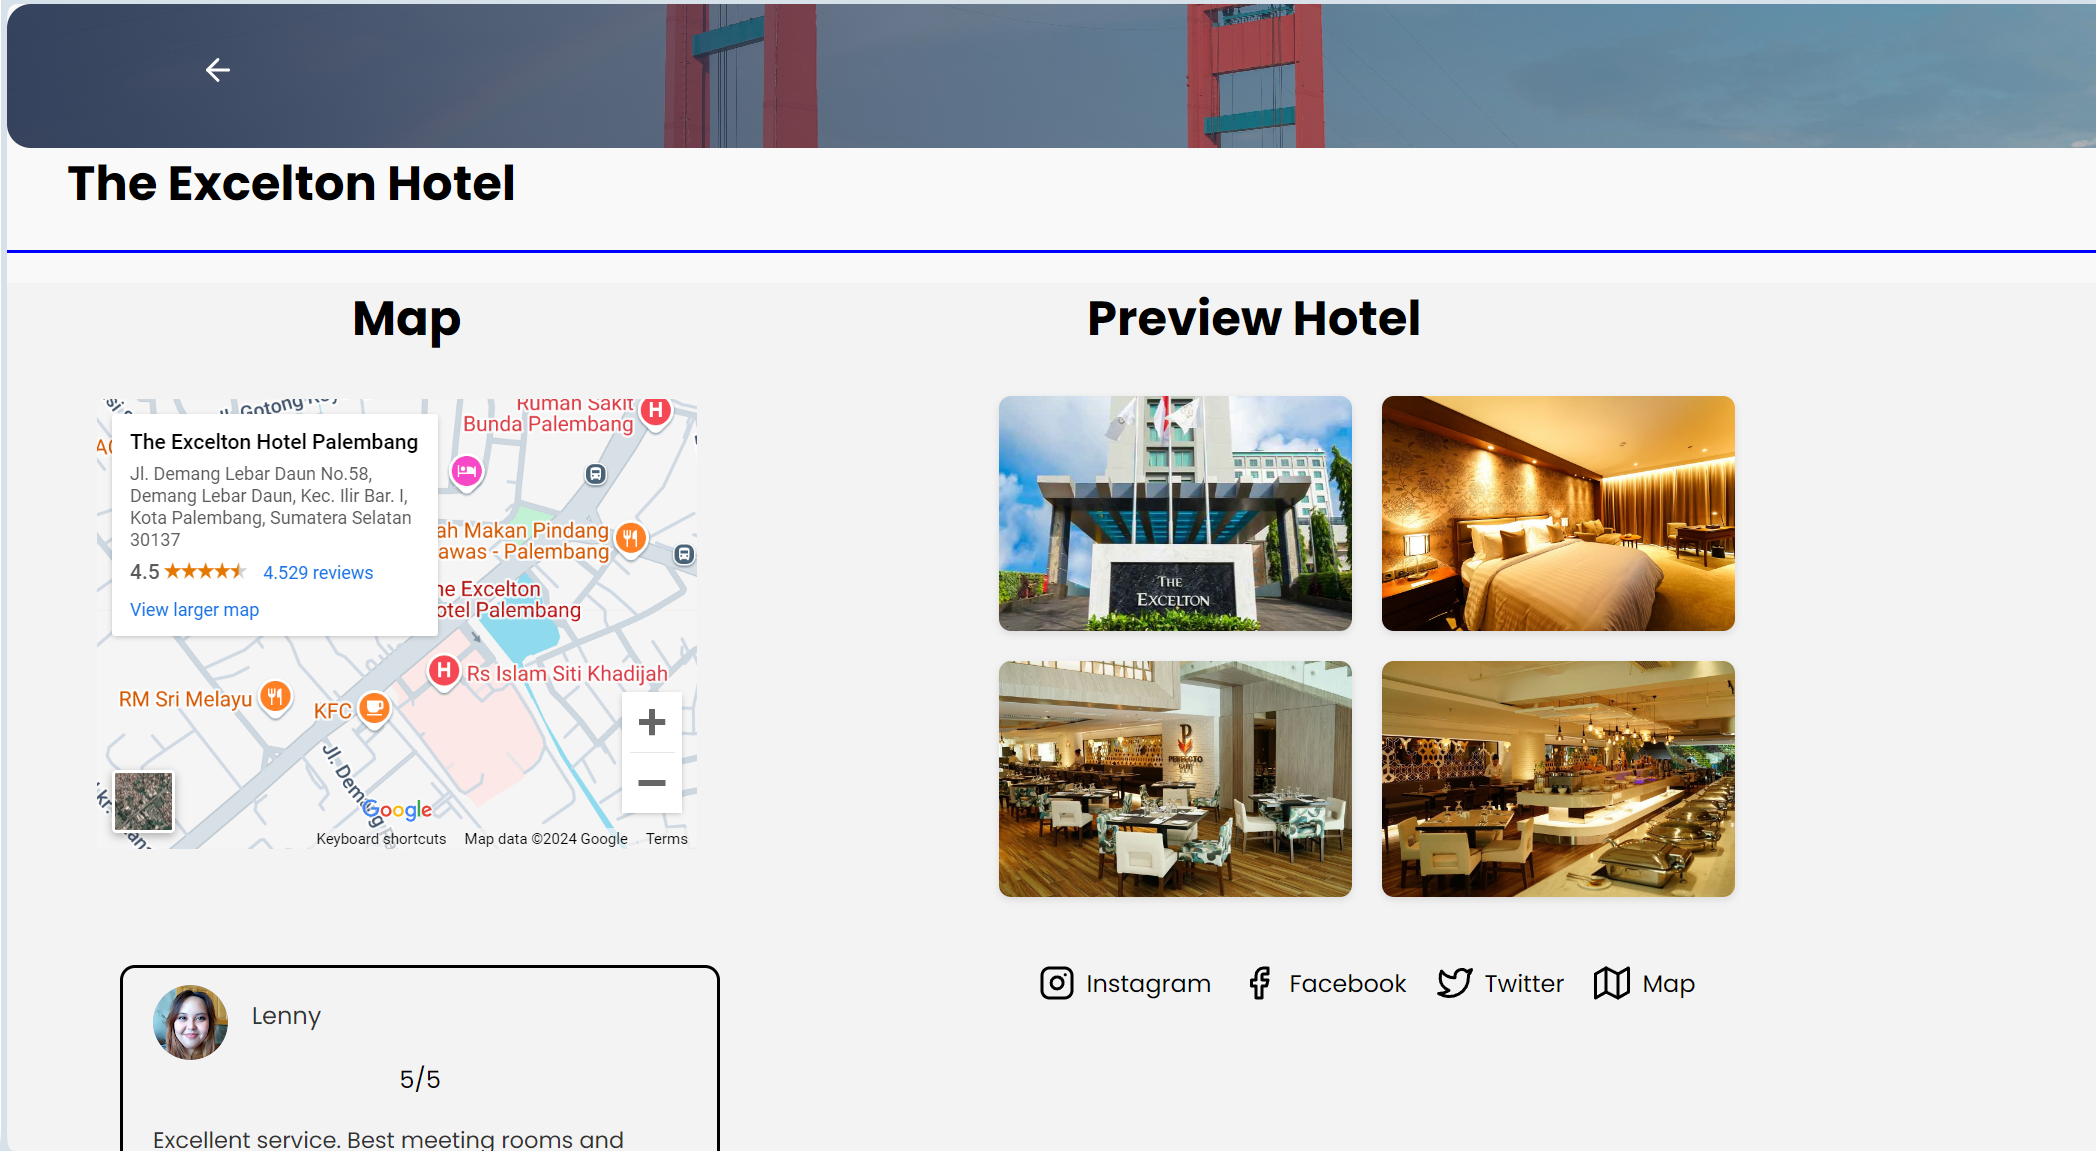 The Excelton Hotel
Map
Preview Hotel
Gotong
Rumah Sakit
Bunda Palembang
The Excelton Hotel Palembang
Jl. Demang Lebar Daun No.58,
Demang Lebar Daun, Kec. Ilir Bar. I,
Kota Palembang, Sumatera Selatan
30137
4.5
4.529 reviews
View larger map
ah Makan Pindang
awas - Palembang
he Excelton
otel Palembang
Rs Islam Siti Khadijah
RM Sri Melayu
KFC
Jl. Dema
Google
Keyboard shortcuts
Map data ©2024 Google
Terms
THE
EXCELTON
Instagram
Facebook
Twitter
Map
Lenny
5/5
Excellent service. Best meeting rooms and